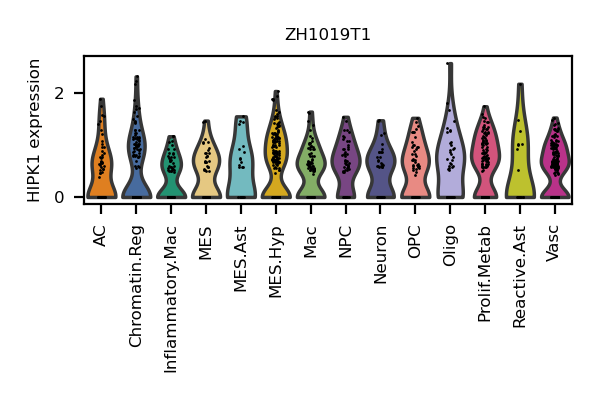 ZH1019T1
HIPK1 expression
2
0
AC
Chromatin.Reg
Inflammatory.Mac
MES
MES.Ast
MES.Hyp
Mac
NPC
Neuron
OPC
Oligo
Prolif.Metab
Reactive.Ast
Vasc